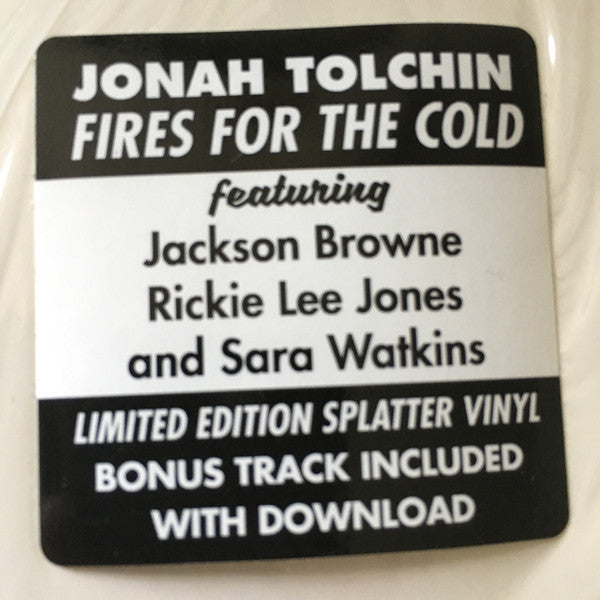 JONAH TOLCHIN
FIRES FOR THE COLD
featuring
Jackson Browne
Rickie Lee Jones
and Sara Watkins
LIMITED EDITION SPLATTER VINYL
BONUS TRACK INCLUDED
WITH DOWNLOAD